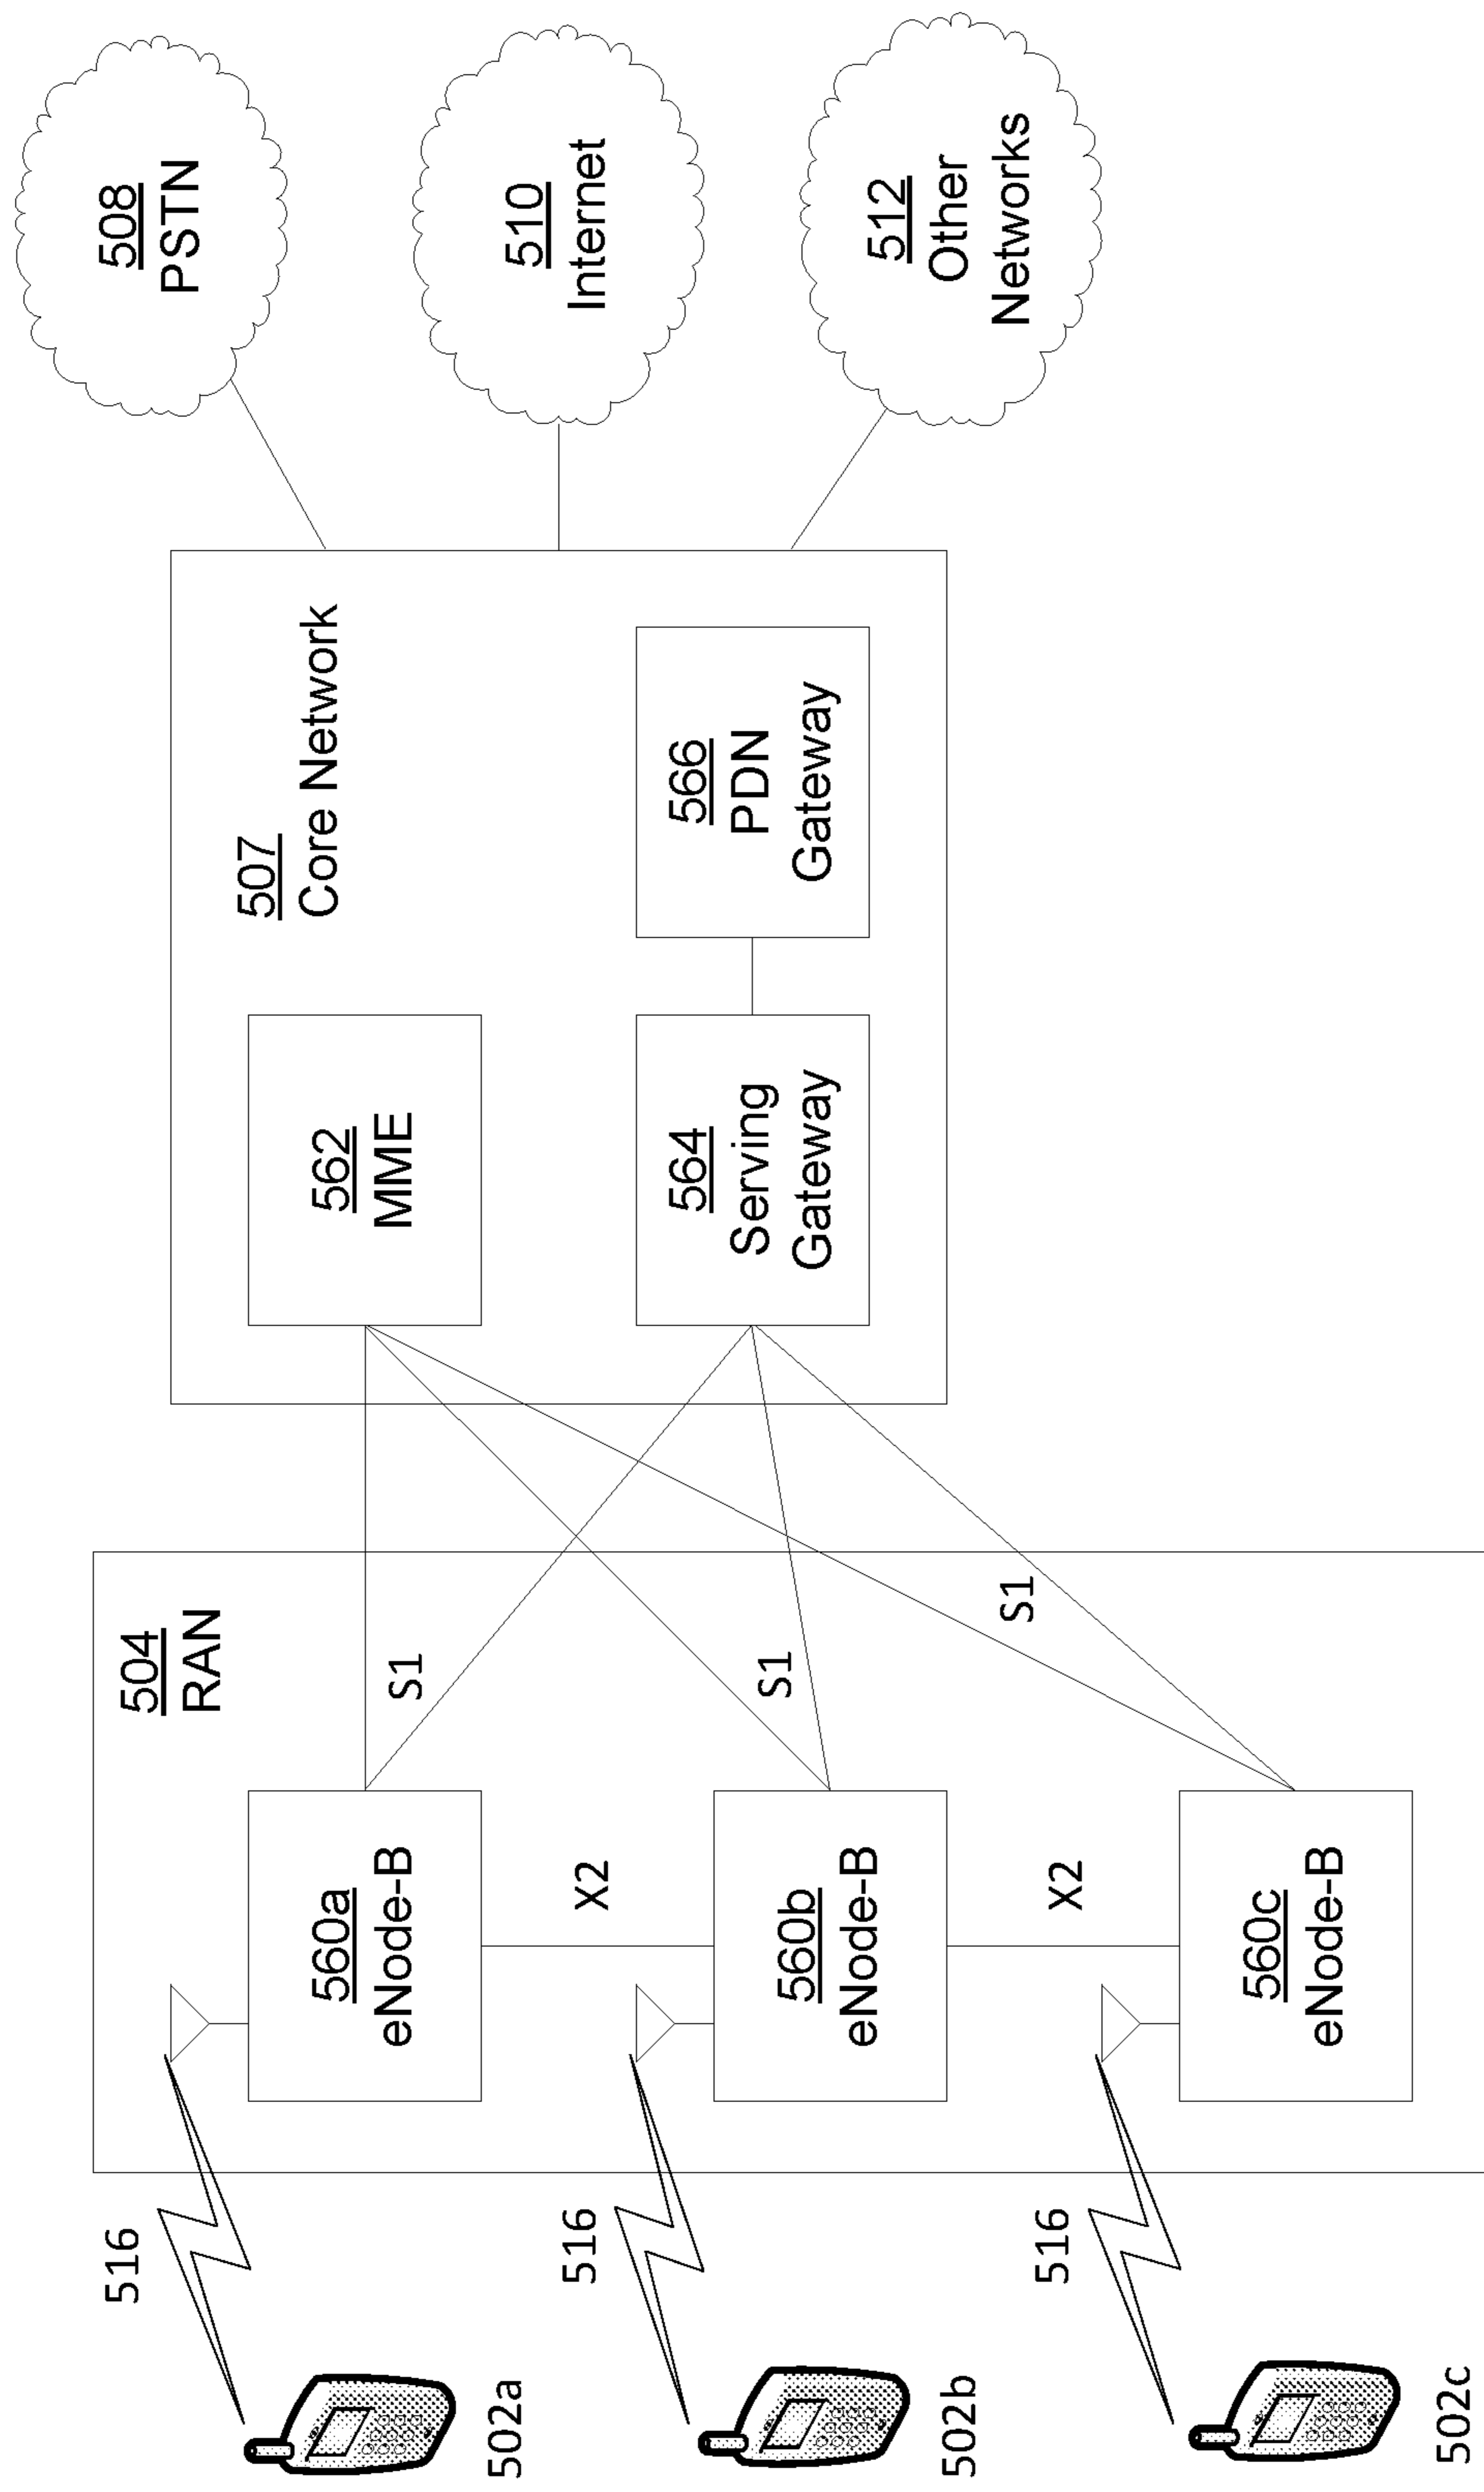 516
502a
516
502b
516
502c
504
RAN
560a
eNode-B
X2
560b
eNode-B
X2
560c
eNode-B
S1
S1
S1
507
Core Network
562
MME
564
Serving
Gateway
566
PDN
Gateway
508
PSTN
510
Internet
512
Other
Networks